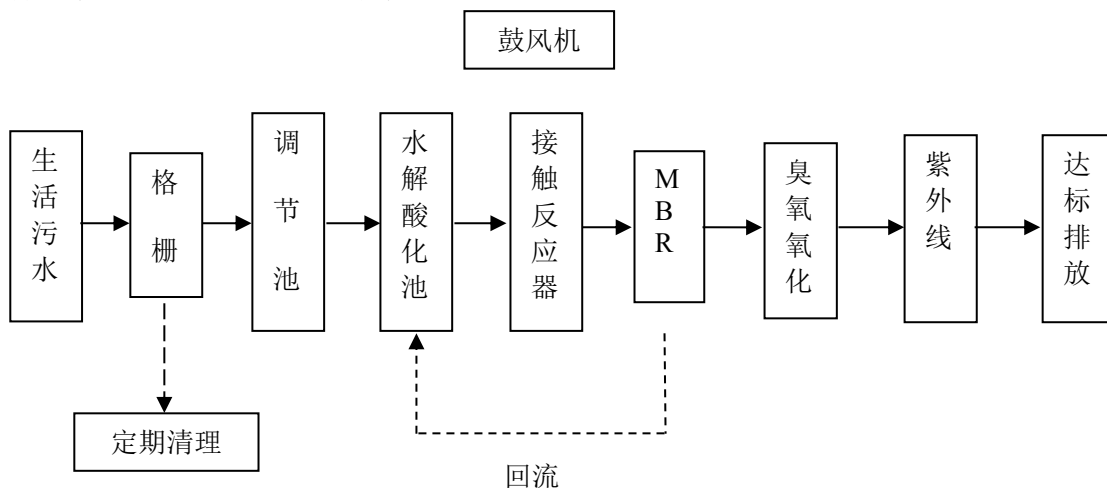 鼓风机
生活污水
格栅
调节池
水解酸化池
接触反应器
MBR
臭氧氧化
紫外线
达标排放
定期清理
回流